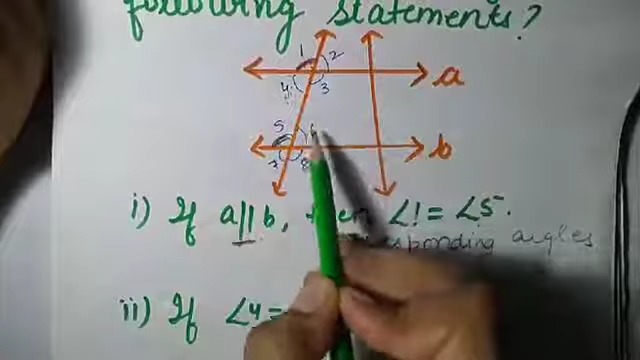 following statements?
1 2
4 3
a
5 6
7 8
b
i) If a||b, then ∠1 = ∠5.
corresponding angles
ii) If ∠4=